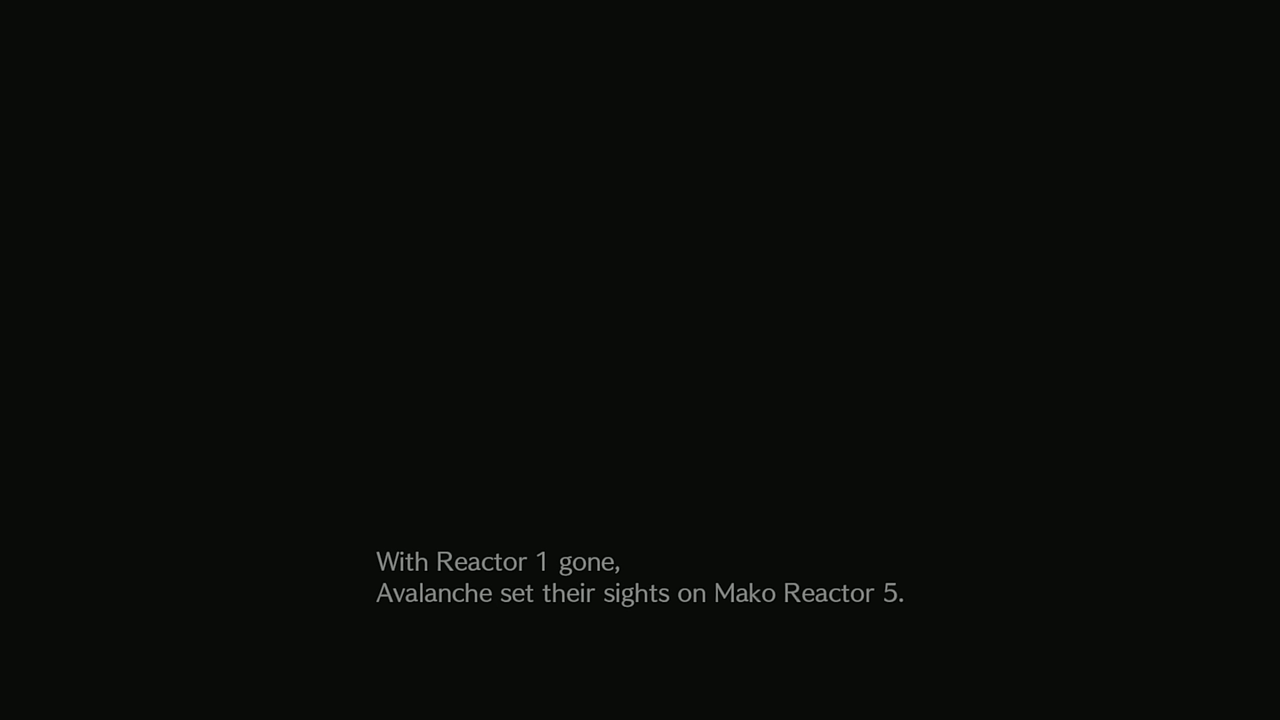 With Reactor 1 gone,
Avalanche set their sights on Mako Reactor 5.